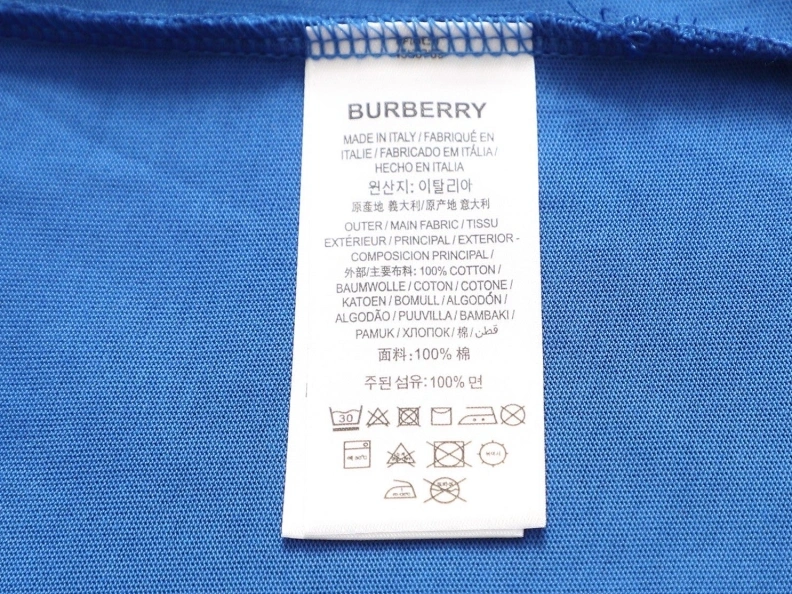 BURBERRY
MADE IN ITALY / FABRIQUÉ EN
ITALIE / FABRICADO EM ITÁLIA /
HECHO EN ITALIA
원산지: 이탈리아
原產地 義大利/原产地 意大利
OUTER / MAIN FABRIC / TISSU
EXTÉRIEUR / PRINCIPAL / EXTERIOR -
COMPOSICION PRINCIPAL /
外部/主要布料: 100% COTTON /
BAUMWOLLE / COTON / COTONE /
KATOEN / BOMULL / ALGODÓN /
ALGODÃO / PUUVILLA / BAMBAKI /
PAMUK / ХЛОПОК / 棉 / قطن
面料:100% 棉
주된 섬유:100% 면
30